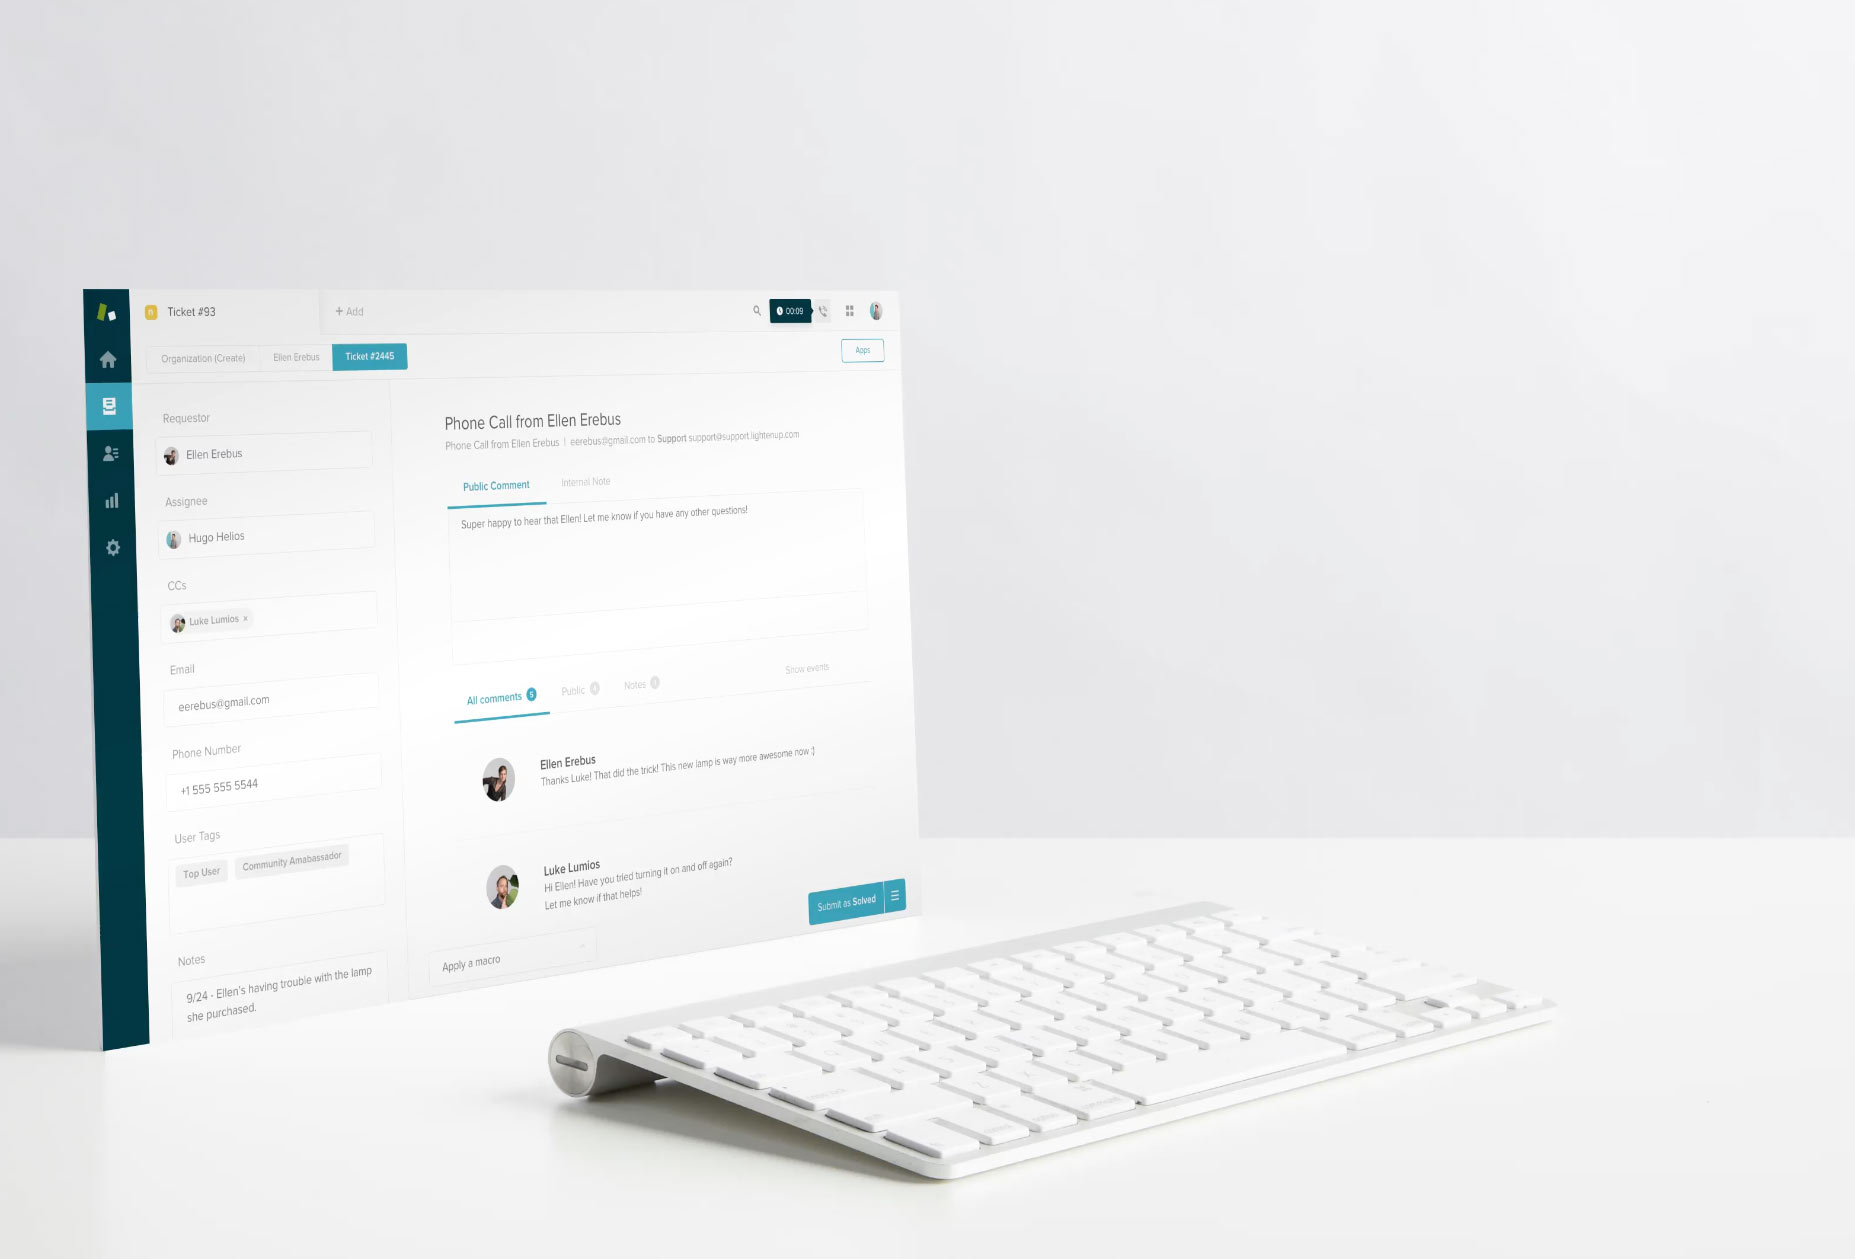 Ticket #93
+ Add
00:09
Organization (Create)
Ellen Erebus
Ticket #2445
Apps
Requestor
Ellen Erebus
Assignee
Hugo Helios
CCs
Luke Lumios x
Email
eerebus@gmail.com
Phone Number
+1 555 555 5544
User Tags
Top User
Community Amabassador
Notes
9/24 - Ellen's having trouble with the lamp
she purchased.
Phone Call from Ellen Erebus
Phone Call from Ellen Erebus | eerebus@gmail.com to Support support@support.lightenup.com
Public Comment
Internal Note
Super happy to hear that Ellen! Let me know if you have any other questions!
All comments 5
Public 4
Notes 1
Show events
Ellen Erebus
Thanks Luke! That did the trick! This new lamp is way more awesome now :)
Luke Lumios
Hi Ellen! Have you tried turning it on and off again?
Let me know if that helps!
Submit as Solved
Apply a macro